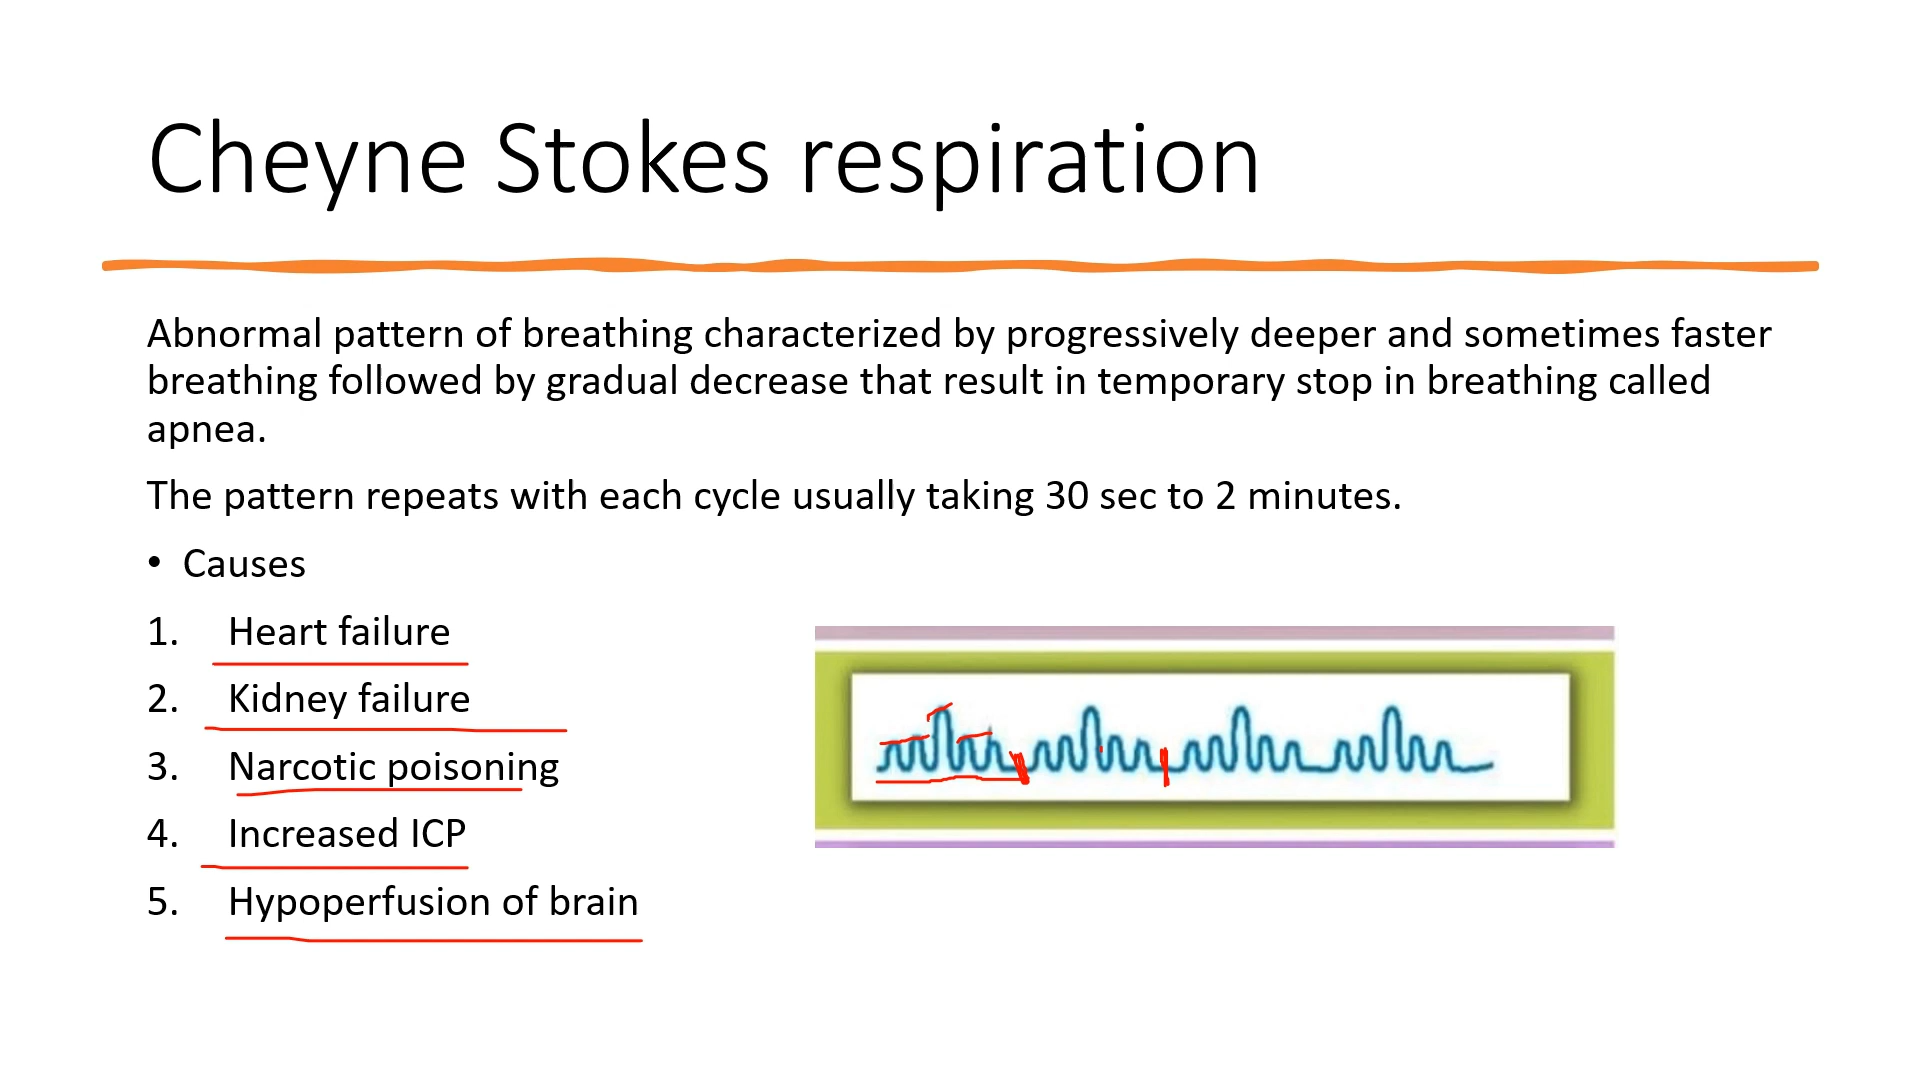 Cheyne Stokes respiration
Abnormal pattern of breathing characterized by progressively deeper and sometimes faster
breathing followed by gradual decrease that result in temporary stop in breathing called
apnea.
The pattern repeats with each cycle usually taking 30 sec to 2 minutes.
• Causes
1. Heart failure
2. Kidney failure
3. Narcotic poisoning
4. Increased ICP
5. Hypoperfusion of brain